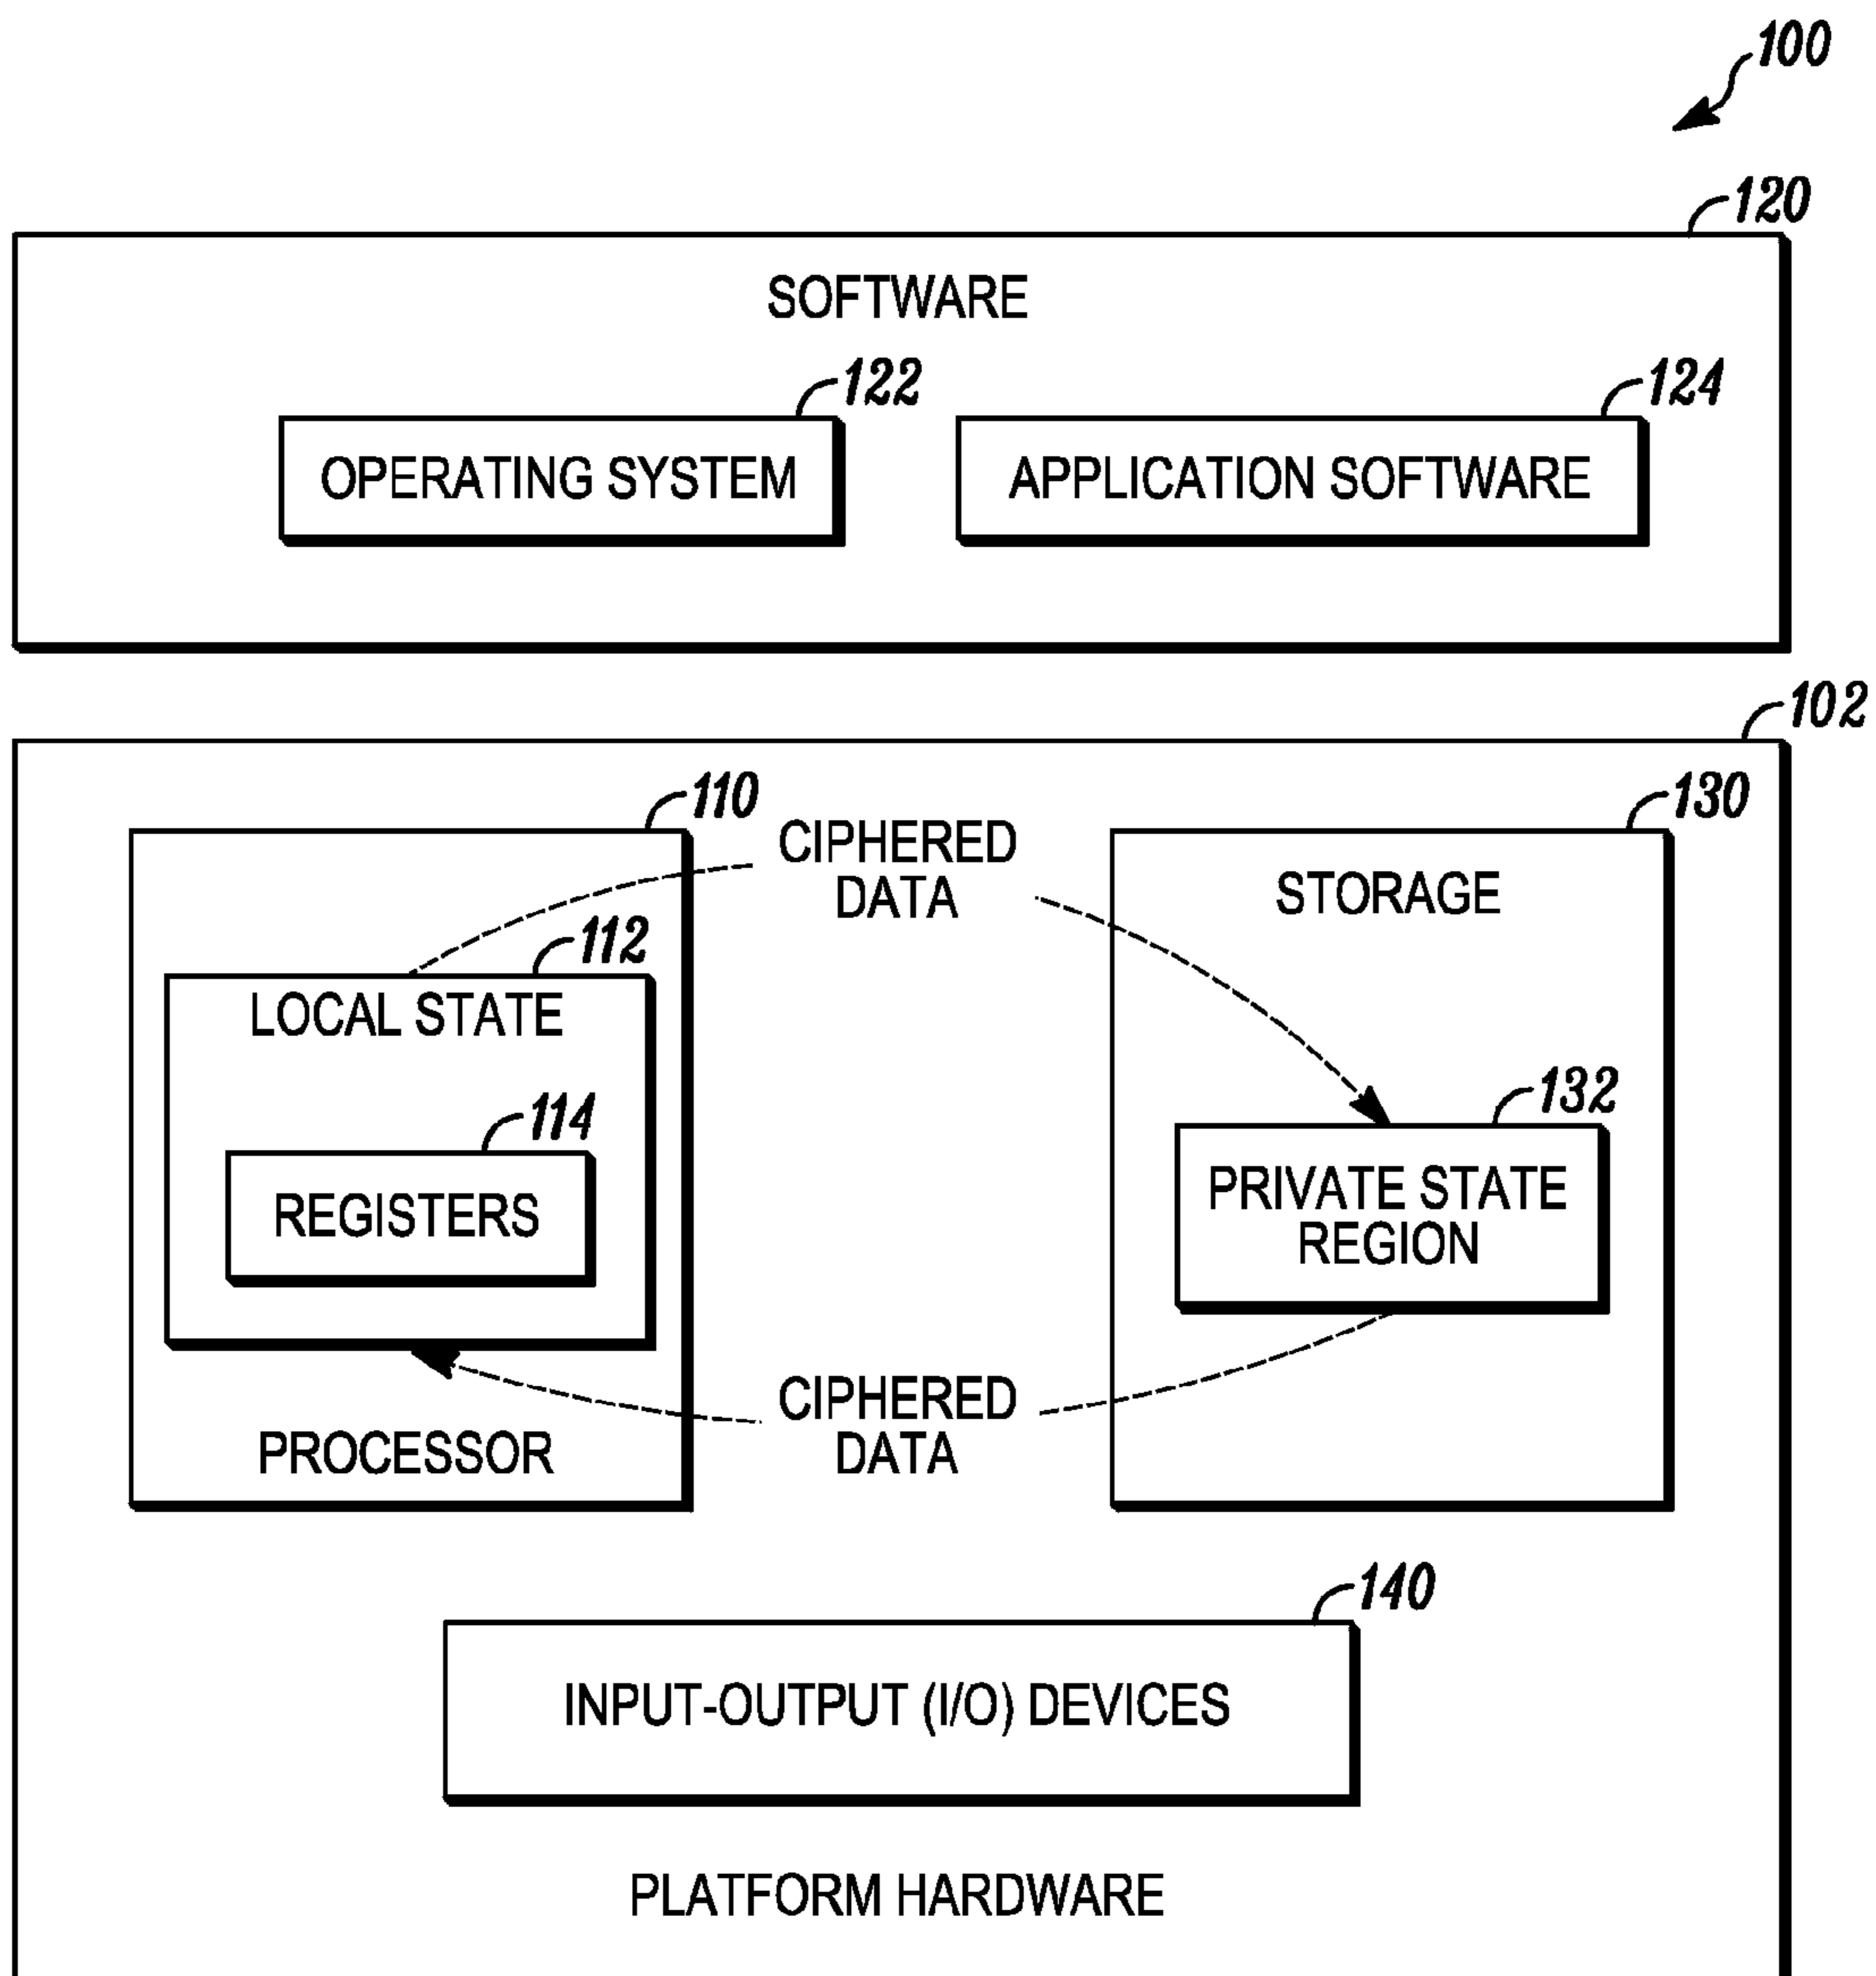 100
120
SOFTWARE
122
124
OPERATING SYSTEM
APPLICATION SOFTWARE
102
110
130
CIPHERED
DATA
STORAGE
112
LOCAL STATE
114
132
REGISTERS
PRIVATE STATE
REGION
CIPHERED
DATA
PROCESSOR
140
INPUT-OUTPUT (I/O) DEVICES
PLATFORM HARDWARE